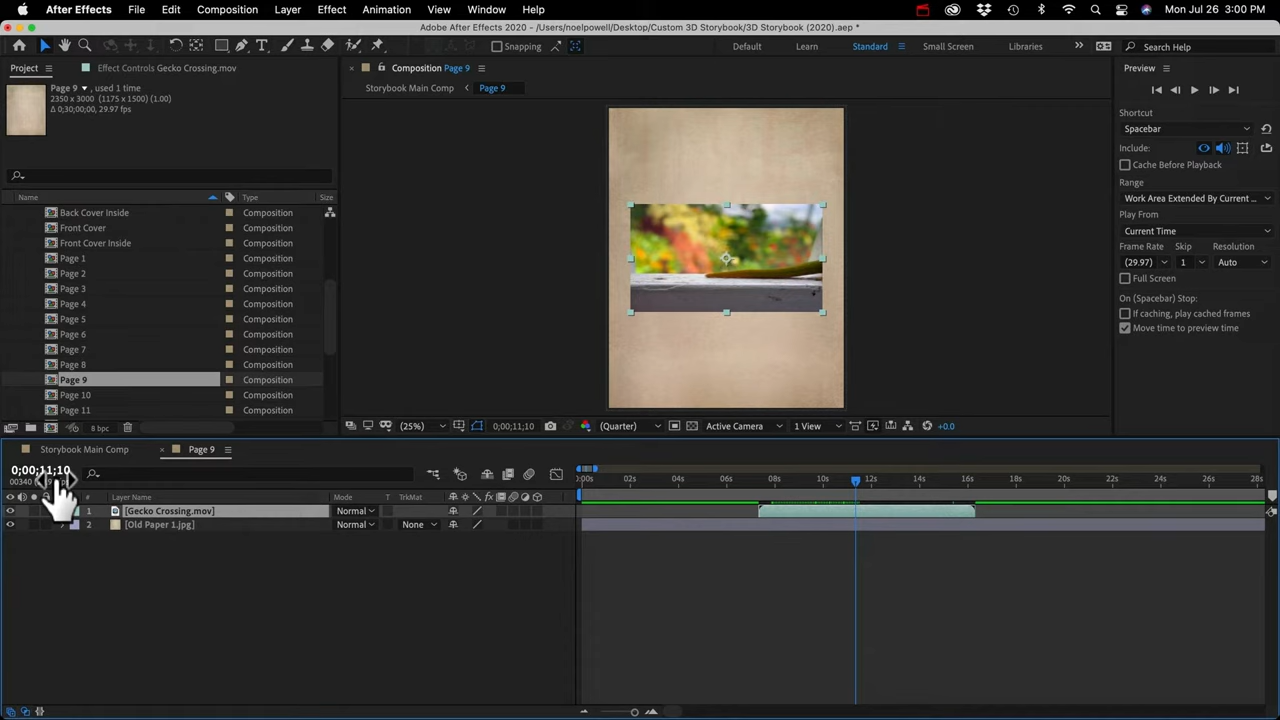 After Effects File Edit Composition Layer Effect Animation View Window Help Mon Jul 26 3:00 PM
Adobe After Effects 2020 - /Users/noelpowell/Desktop/Custom 3D Storybook/3D Storybook (2020).aep *
Snapping Default Learn Standard Small Screen Libraries Search Help
Project Effect Controls Gecko Crossing.mov
Composition Page 9
Preview
Page 9 , used 1 time
2350 x 3000 (1175 x 1500) (1.00)
Δ 0;30;00;00, 29.97 fps
Storybook Main Comp Page 9
Shortcut
Spacebar
Include:
Cache Before Playback
Range
Work Area Extended By Current ...
Play From
Current Time
Frame Rate Skip Resolution
(29.97) 1 Auto
Full Screen
On (Spacebar) Stop:
If caching, play cached frames
Move time to preview time
Name Type Size
Back Cover Inside Composition
Front Cover Composition
Front Cover Inside Composition
Page 1 Composition
Page 2 Composition
Page 3 Composition
Page 4 Composition
Page 5 Composition
Page 6 Composition
Page 7 Composition
Page 8 Composition
Page 9 Composition
Page 10 Composition
Page 11 Composition
8 bpc
(25%) 0;00;11;10 (Quarter) Active Camera 1 View +0.0
Storybook Main Comp Page 9
0;00;11;10
00340
# Layer Name Mode T TrkMat
:00s 02s 04s 06s 08s 10s 12s 14s 16s 18s 20s 22s 24s 26s 28s
1 [Gecko Crossing.mov] Normal
2 [Old Paper 1.jpg] Normal None